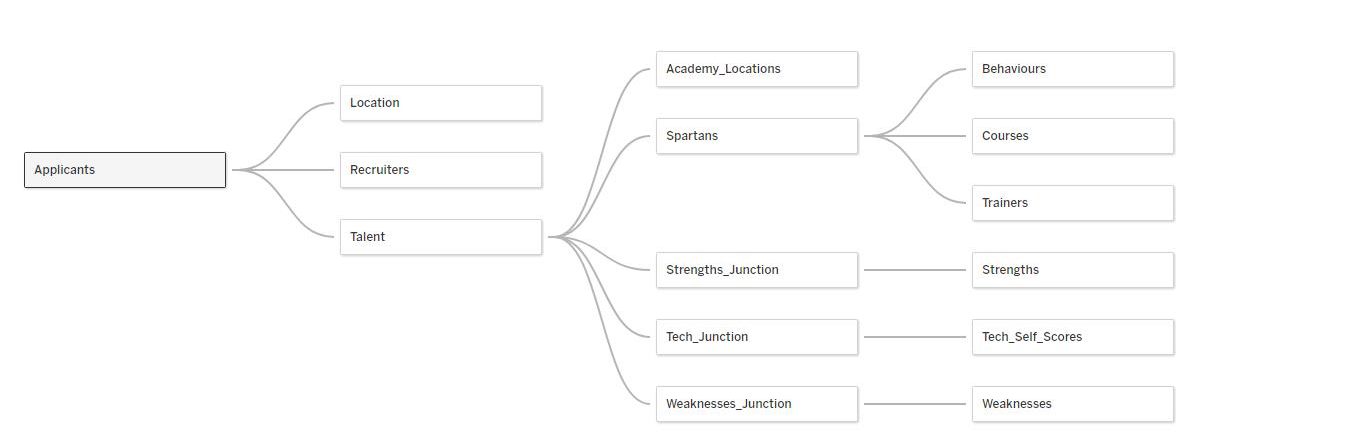 Applicants
Location
Recruiters
Talent
Academy_Locations
Spartans
Strengths_Junction
Tech_Junction
Weaknesses_Junction
Behaviours
Courses
Trainers
Strengths
Tech_Self_Scores
Weaknesses